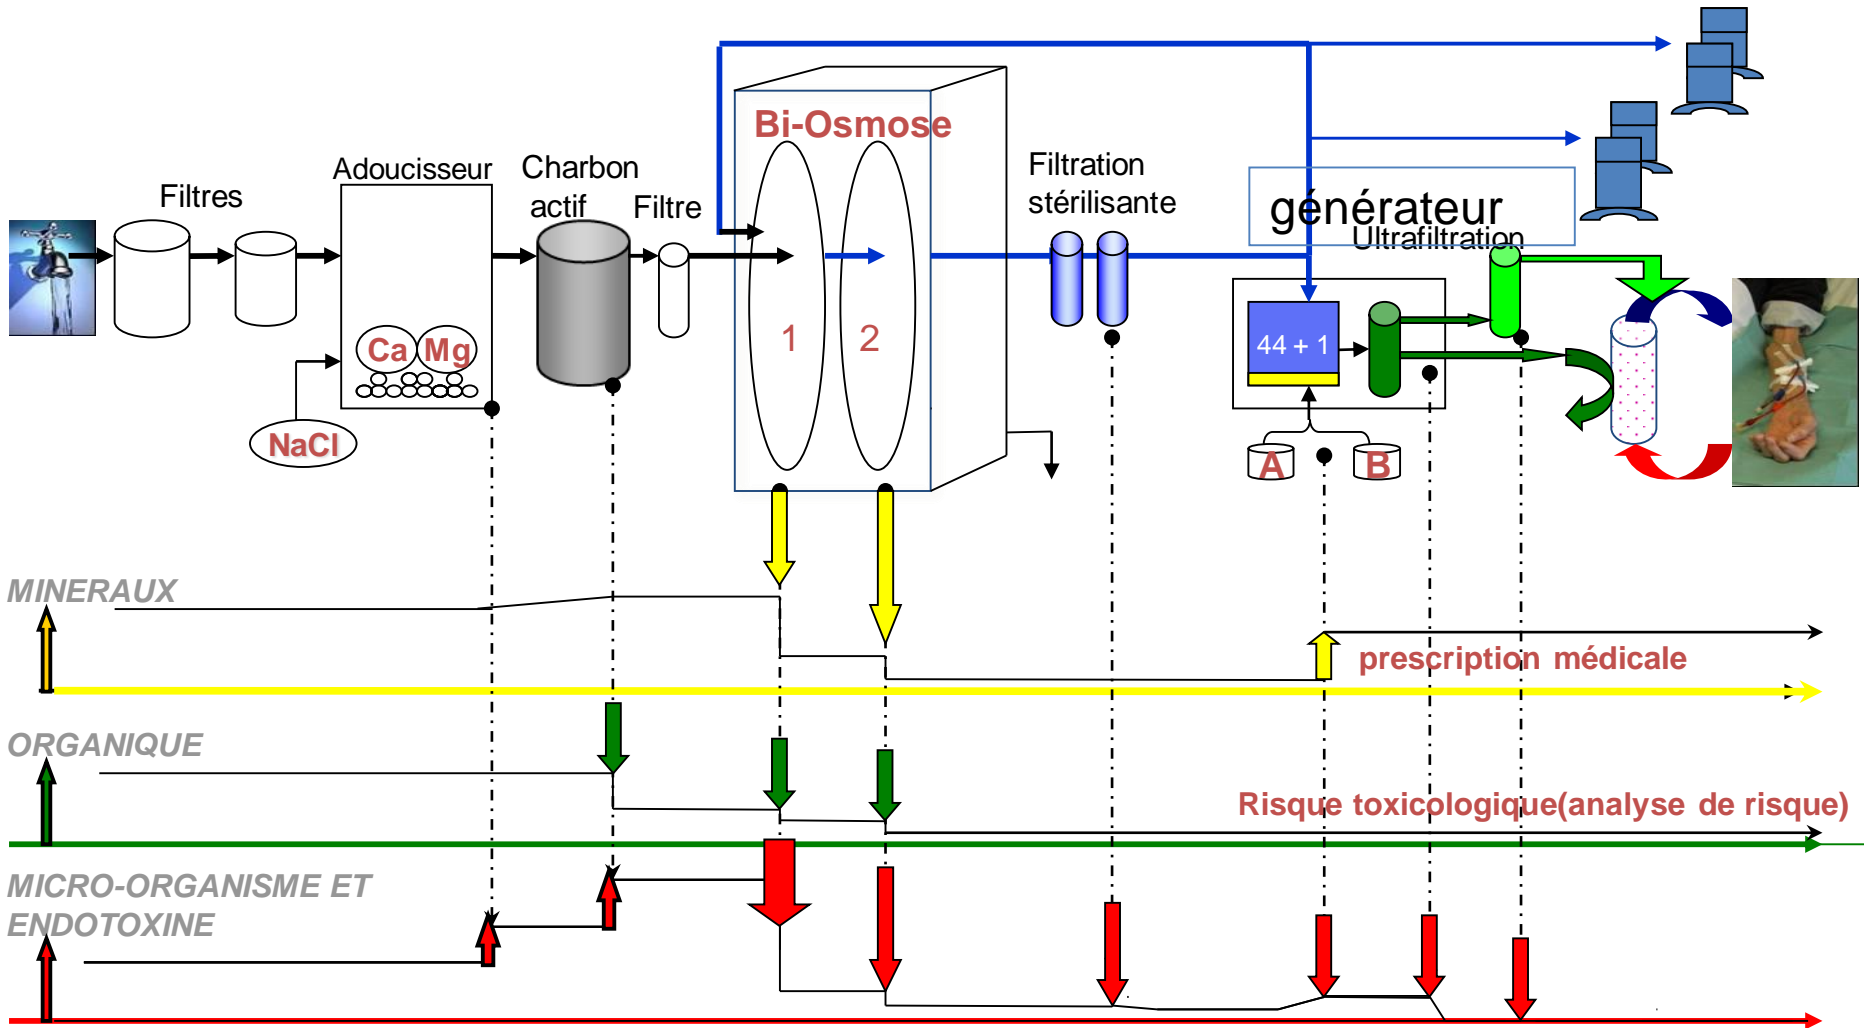 Bi-Osmose
Filtres
Adoucisseur
Charbon
actif
Filtre
Filtration
stérilisante
générateur
Ultrafiltration
Ca
Mg
NaCl
1
2
44 + 1
A
B
MINERAUX
prescription médicale
ORGANIQUE
Risque toxicologique(analyse de risque)
MICRO-ORGANISME ET
ENDOTOXINE